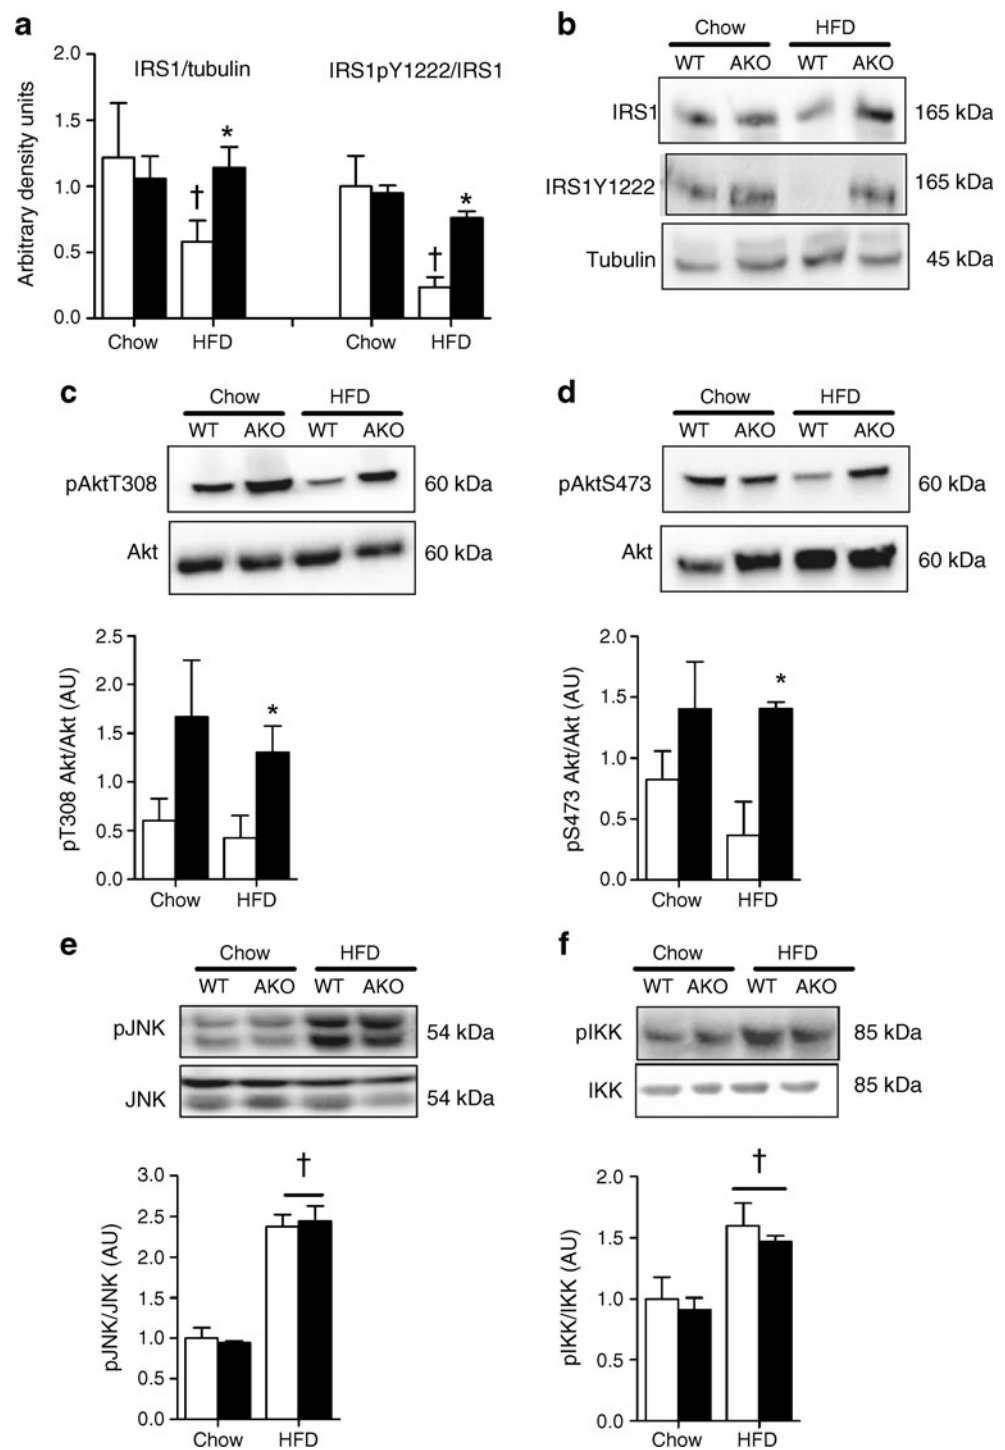 a
IRS1/tubulin IRS1pY1222/IRS1
Arbitrary density units
2.0
1.5
1.0
0.5
0.0
* † * †
Chow HFD Chow HFD
b
Chow HFD
WT AKO WT AKO
IRS1 165 kDa
IRS1Y1222 165 kDa
Tubulin 45 kDa
c
Chow HFD
WT AKO WT AKO
pAktT308 60 kDa
Akt 60 kDa
pT308 Akt/Akt (AU)
2.5
2.0
1.5
1.0
0.5
0.0
*
Chow HFD
d
Chow HFD
WT AKO WT AKO
pAktS473 60 kDa
Akt 60 kDa
pS473 Akt/Akt (AU)
2.0
1.5
1.0
0.5
0.0
*
Chow HFD
e
Chow HFD
WT AKO WT AKO
pJNK 54 kDa
JNK 54 kDa
pJNK/JNK (AU)
3.0
2.5
2.0
1.5
1.0
0.5
0.0
†
Chow HFD
f
Chow HFD
WT AKO WT AKO
pIKK 85 kDa
IKK 85 kDa
pIKK/IKK (AU)
2.0
1.5
1.0
0.5
0.0
†
Chow HFD